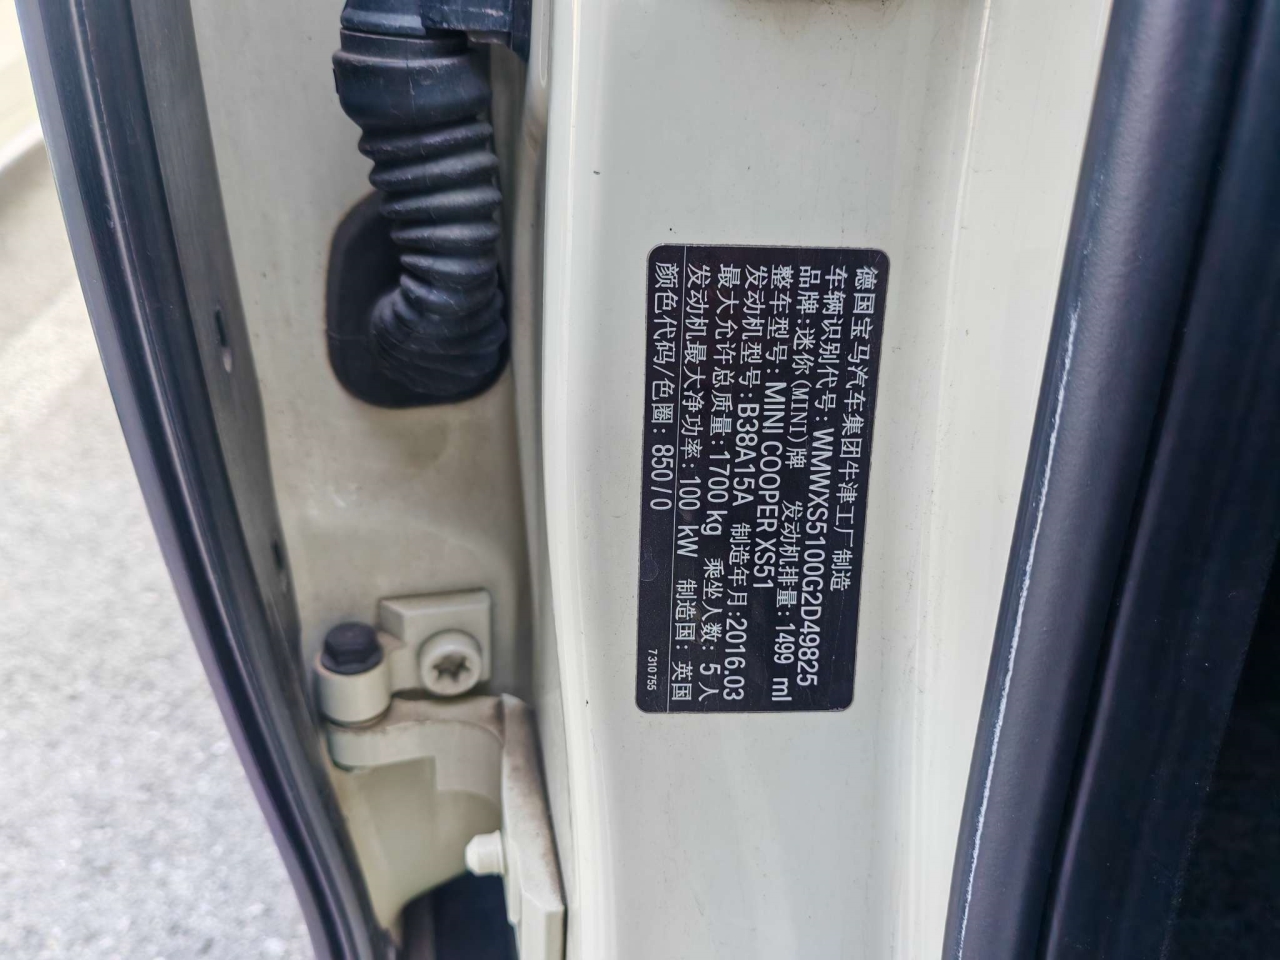 德国宝马汽车集团牛津工厂制造
车辆识别代号: WMWXS5100G2D49825
品牌:迷你(MINI)牌 发动机排量: 1499 ml
整车型号: MINI COOPER XS51
发动机型号: B38A15A 制造年月:2016.03
最大允许总质量:1700 kg 乘坐人数: 5 人
发动机最大净功率: 100 kW 制造国: 英国
颜色代码/色圈: 850/0
7 310 755